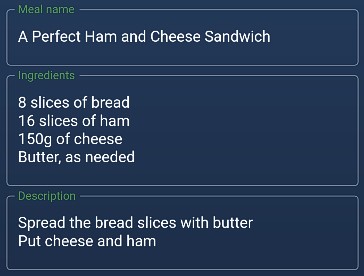 Meal name
A Perfect Ham and Cheese Sandwich
Ingredients
8 slices of bread
16 slices of ham
150g of cheese
Butter, as needed
Description
Spread the bread slices with butter
Put cheese and ham